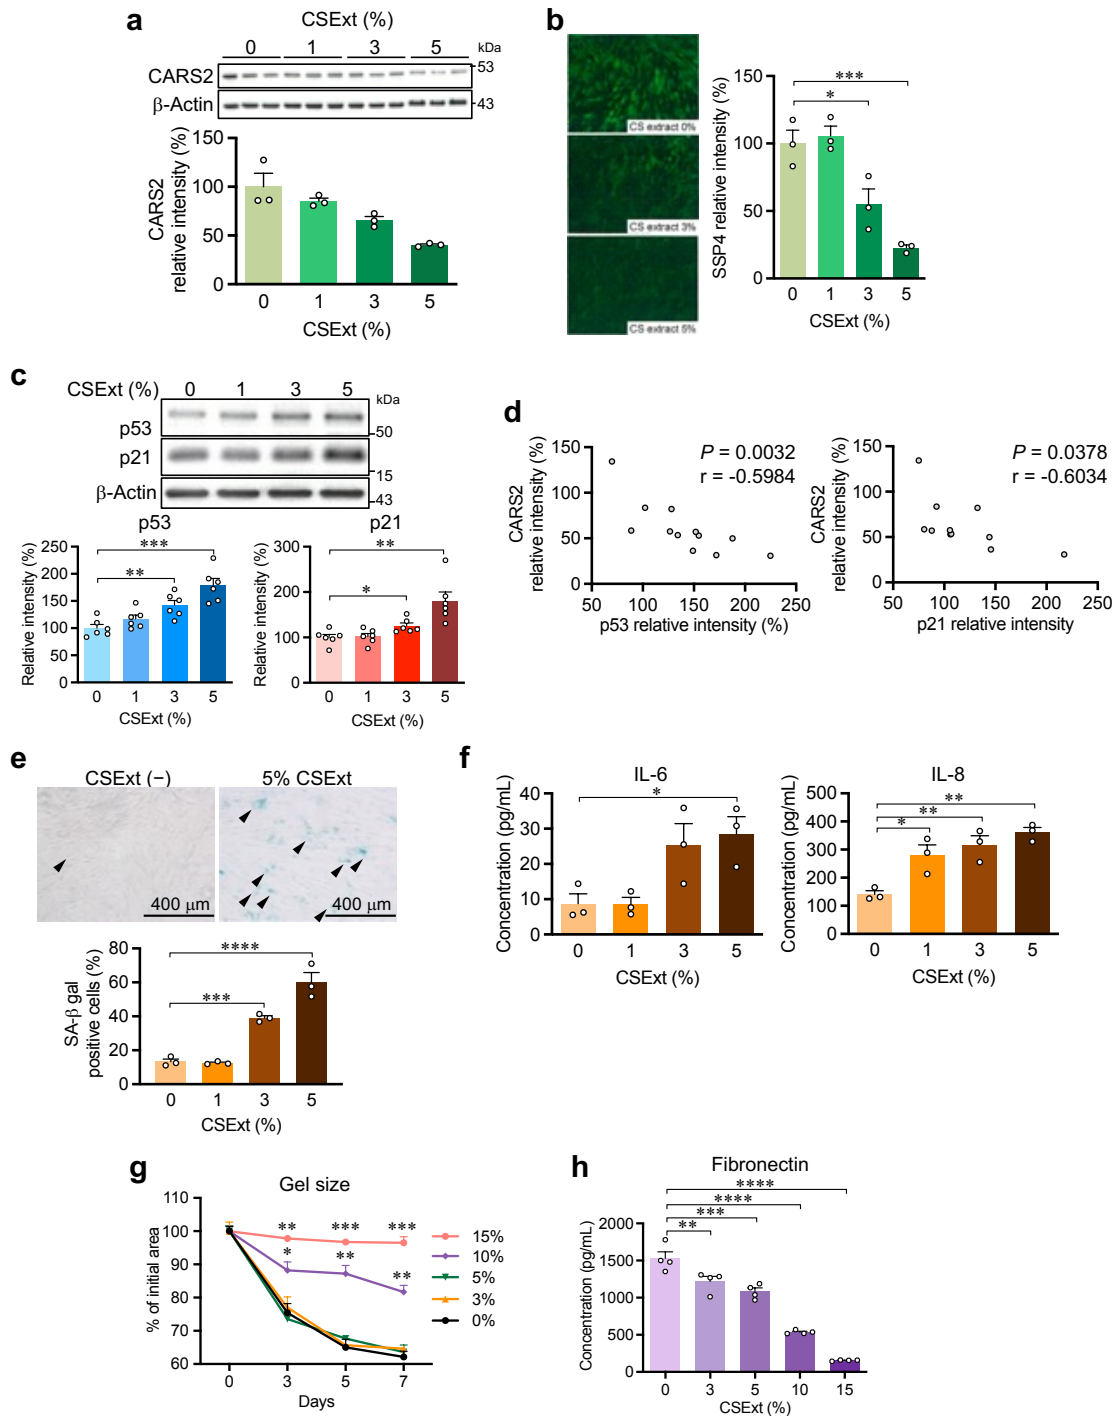 a
CSExt (%)
0 1 3 5
kDa
CARS2
53
β-Actin
43
CARS2
relative intensity (%)
150
100
50
0
0 1 3 5
CSExt (%)
b
CS extract 0%
CS extract 3%
CS extract 5%
SSP4 relative intensity (%)
150
100
50
0
***
*
0 1 3 5
CSExt (%)
c
CSExt (%) 0 1 3 5
kDa
p53
50
p21
15
β-Actin
43
p53
Relative intensity (%)
250
200
150
100
50
0
***
**
0 1 3 5
CSExt (%)
p21
Relative intensity (%)
300
200
100
0
**
*
0 1 3 5
CSExt (%)
d
CARS2
relative intensity (%)
150
100
50
0
P = 0.0032
r = -0.5984
50 100 150 200 250
p53 relative intensity (%)
CARS2
relative intensity (%)
150
100
50
0
P = 0.0378
r = -0.6034
50 100 150 200 250
p21 relative intensity
e
CSExt (−)
5% CSExt
400 μm
400 μm
SA-β gal
positive cells (%)
80
60
40
20
0
****
***
0 1 3 5
CSExt (%)
f
IL-6
Concentration (pg/mL)
40
30
20
10
0
*
0 1 3 5
CSExt (%)
IL-8
Concentration (pg/mL)
500
400
300
200
100
0
**
**
*
0 1 3 5
CSExt (%)
g
Gel size
% of initial area
110
100
90
80
70
60
** *** ***
* ** **
0 3 5 7
Days
15%
10%
5%
3%
0%
h
Fibronectin
Concentration (pg/mL)
2000
1500
1000
500
0
****
****
***
**
0 3 5 10 15
CSExt (%)